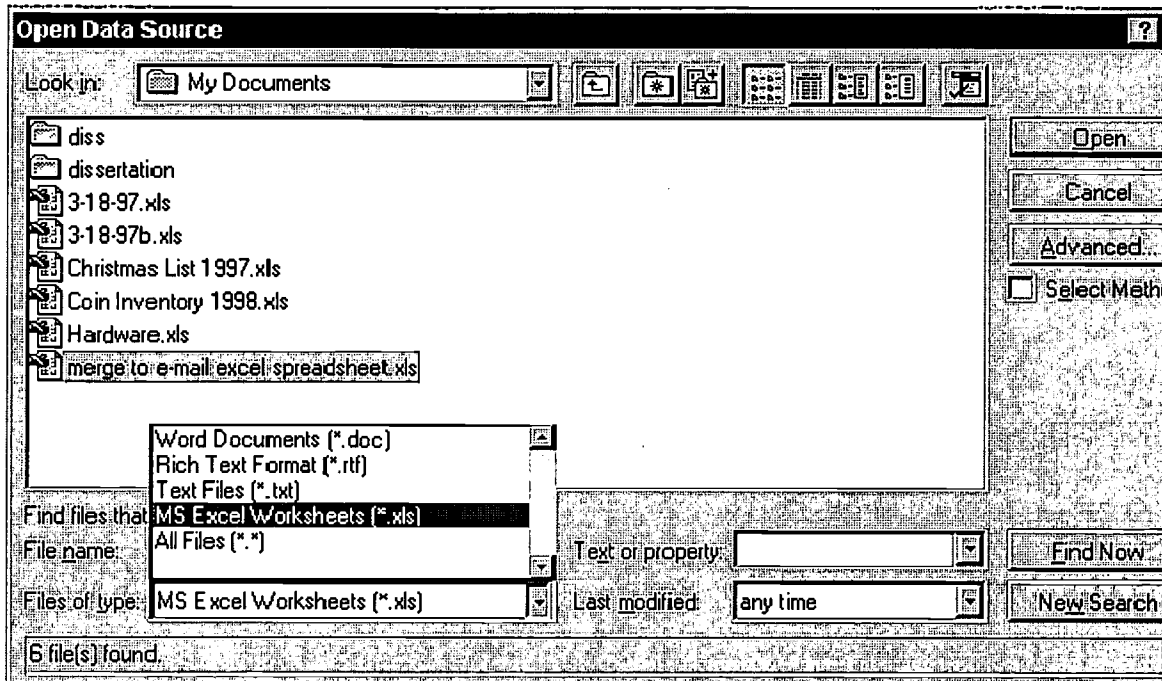 Open Data Source
?
Look in: My Documents
diss
dissertation
3-18-97.xls
3-18-97b.xls
Christmas List 1997.xls
Coin Inventory 1998.xls
Hardware.xls
merge to e-mail excel spreadsheet.xls
Open
Cancel
Advanced...
Select Meth
Word Documents (*.doc)
Rich Text Format (*.rtf)
Text Files (*.txt)
Find files that MS Excel Worksheets (*.xls)
File name: All Files (*.*) Text or property: Find Now
Files of type: MS Excel Worksheets (*.xls) Last modified: any time New Search
6 file(s) found.